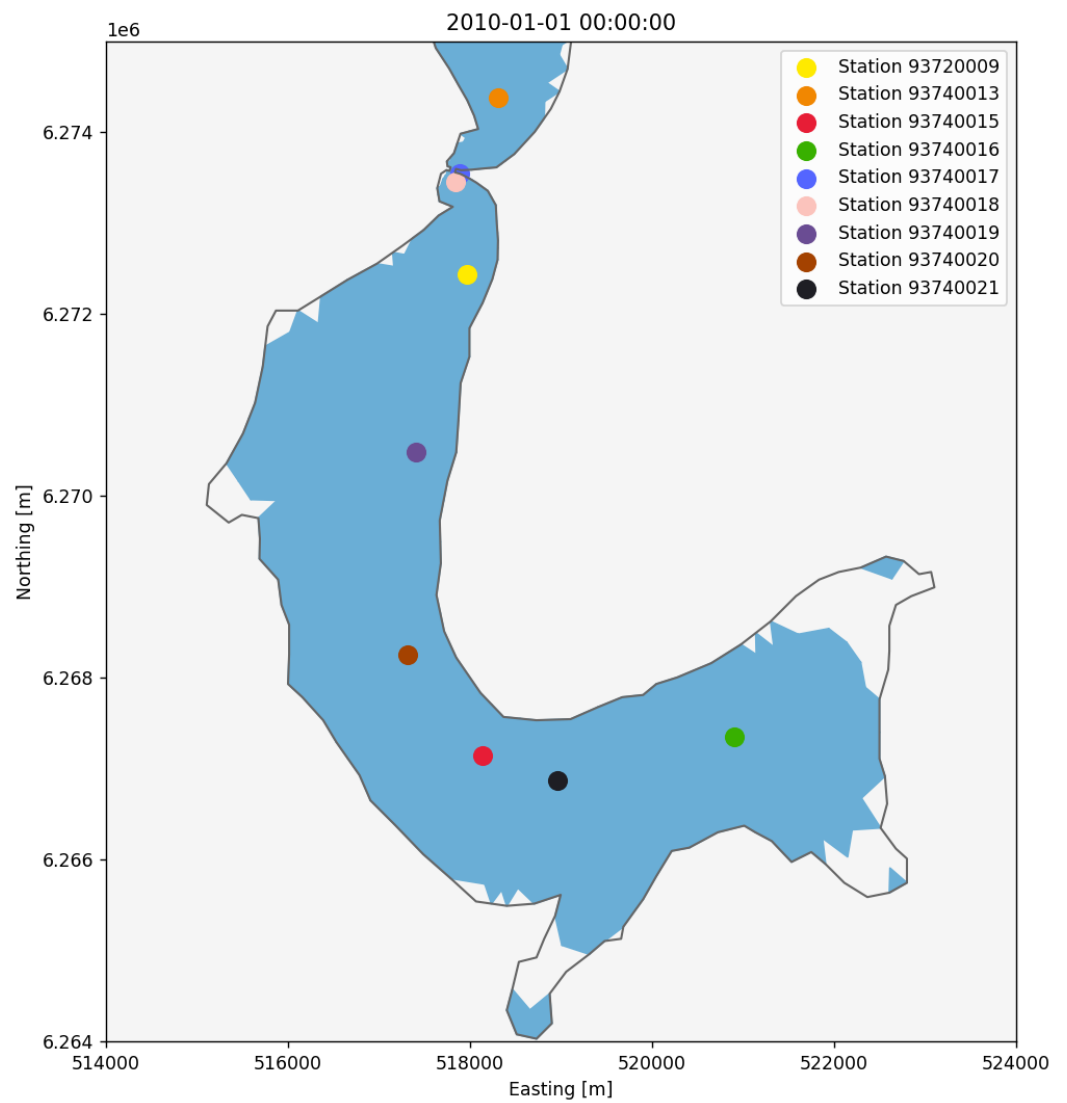 2010-01-01 00:00:00
1e6
Station 93720009
Station 93740013
Station 93740015
Station 93740016
Station 93740017
Station 93740018
Station 93740019
Station 93740020
Station 93740021
6.274
6.272
6.270
6.268
6.266
6.264
Northing [m]
514000 516000 518000 520000 522000 524000
Easting [m]